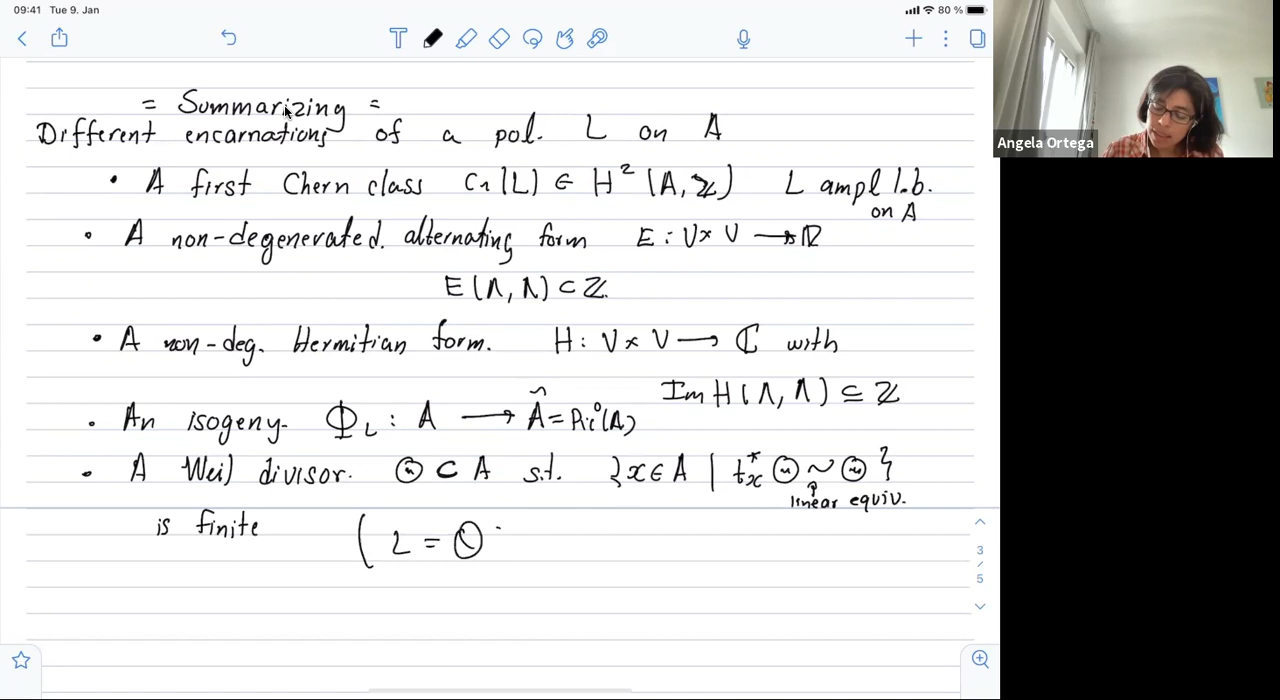 09:41 Tue 9. Jan
80 %
= Summarizing =
Different encarnations of a pol. L on A
• A first Chern class c₁(L) ∈ H² (A, ℤ) L ampl l.b.
on A
• A non-degenerated. alternating form E : V × V ⟶ ℝ
E(Λ, Λ) ⊂ ℤ.
• A non-deg. Hermitian form. H : V × V ⟶ ℂ with
Im H (Λ, Λ) ⊆ ℤ
• An isogeny. Φ_L : A ⟶ Â = Pic⁰(A)
• A Weil divisor. Θ ⊂ A s.t. {x ∈ A | t*_x Θ ~ Θ}
linear equiv.
is finite ( L = O
3
/
5
Angela Ortega